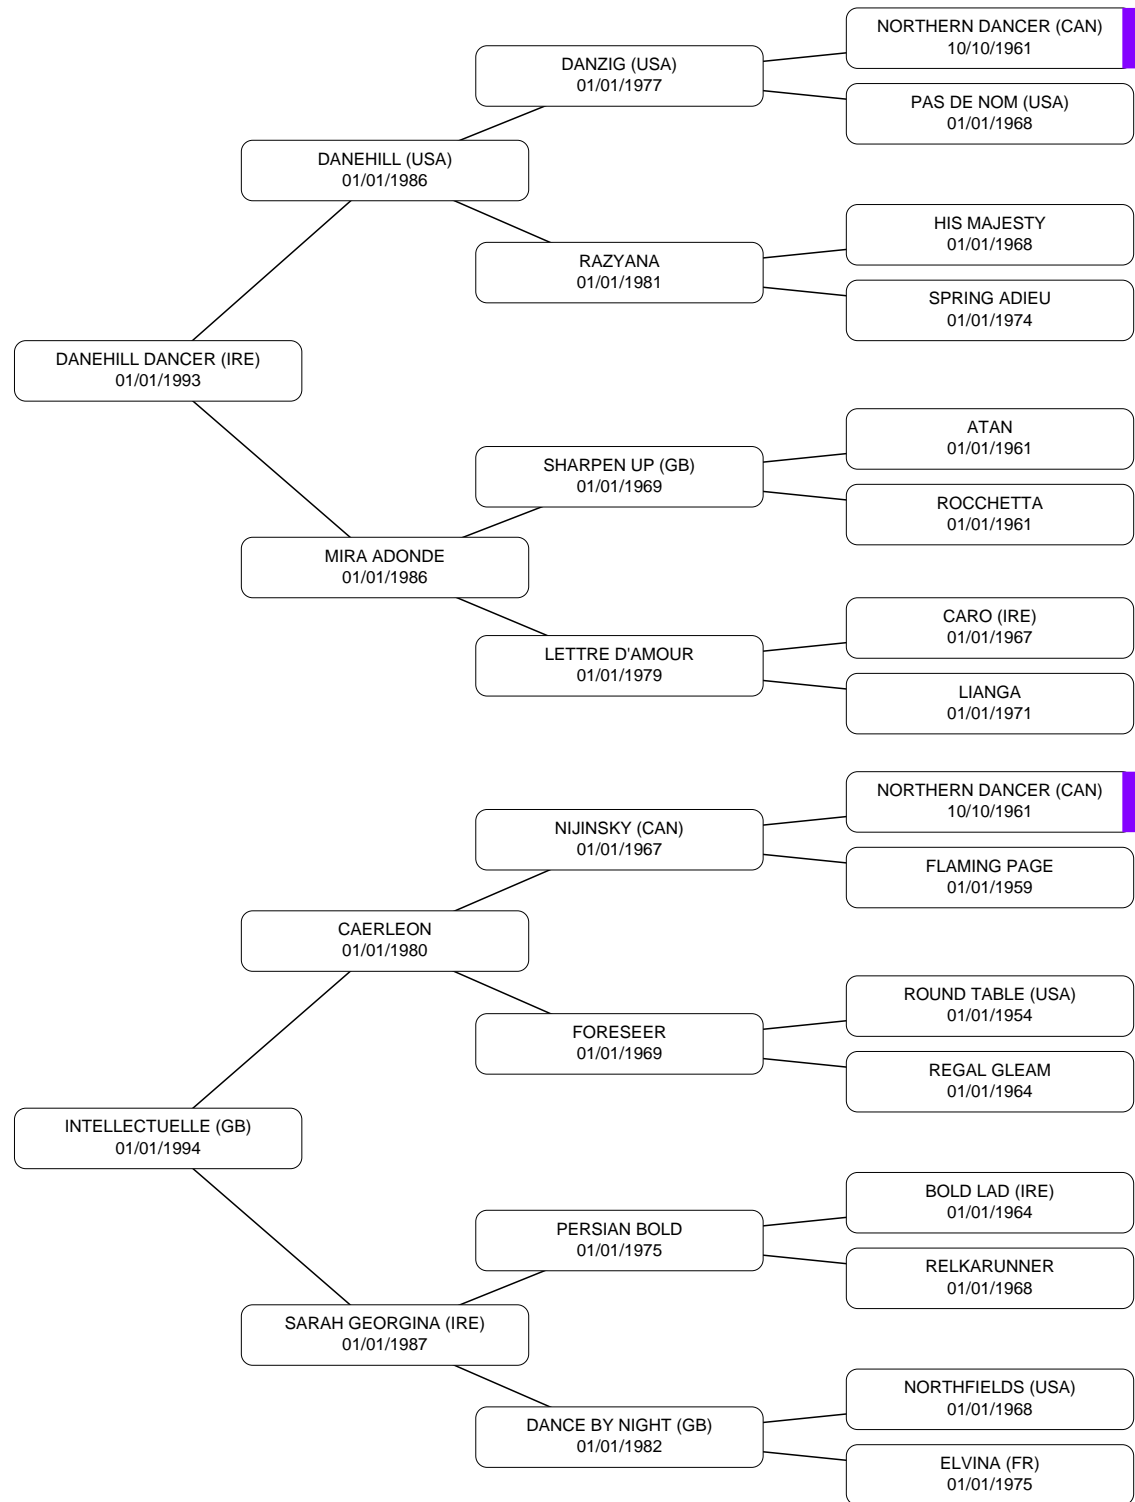 NORTHERN DANCER (CAN)
10/10/1961
DANZIG (USA)
01/01/1977
PAS DE NOM (USA)
01/01/1968
DANEHILL (USA)
01/01/1986
HIS MAJESTY
01/01/1968
RAZYANA
01/01/1981
SPRING ADIEU
01/01/1974
DANEHILL DANCER (IRE)
01/01/1993
ATAN
01/01/1961
SHARPEN UP (GB)
01/01/1969
ROCCHETTA
01/01/1961
MIRA ADONDE
01/01/1986
CARO (IRE)
01/01/1967
LETTRE D'AMOUR
01/01/1979
LIANGA
01/01/1971
NORTHERN DANCER (CAN)
10/10/1961
NIJINSKY (CAN)
01/01/1967
FLAMING PAGE
01/01/1959
CAERLEON
01/01/1980
ROUND TABLE (USA)
01/01/1954
FORESEER
01/01/1969
REGAL GLEAM
01/01/1964
INTELLECTUELLE (GB)
01/01/1994
BOLD LAD (IRE)
01/01/1964
PERSIAN BOLD
01/01/1975
RELKARUNNER
01/01/1968
SARAH GEORGINA (IRE)
01/01/1987
NORTHFIELDS (USA)
01/01/1968
DANCE BY NIGHT (GB)
01/01/1982
ELVINA (FR)
01/01/1975